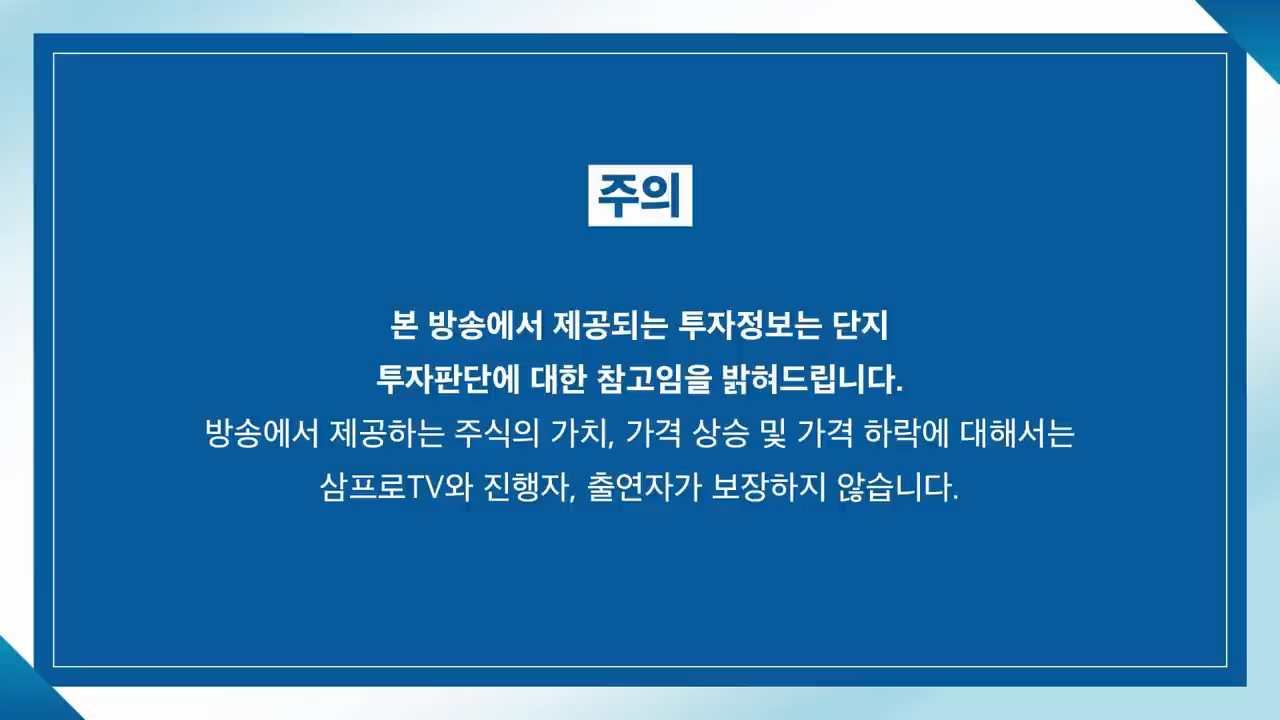 주의
본 방송에서 제공되는 투자정보는 단지
투자판단에 대한 참고임을 밝혀드립니다.
방송에서 제공하는 주식의 가치, 가격 상승 및 가격 하락에 대해서는
삼프로TV와 진행자, 출연자가 보장하지 않습니다.